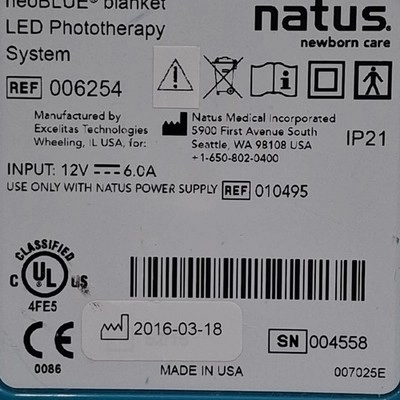 neoBLUE® blanket
LED Phototherapy
System
natus.
newborn care
REF 006254
Manufactured by
Excelitas Technologies
Wheeling, IL USA, for:
Natus Medical Incorporated
5900 First Avenue South
Seattle, WA 98108 USA
+1-650-802-0400
IP21
INPUT: 12V 6.0A
USE ONLY WITH NATUS POWER SUPPLY REF 010495
CLASSIFIED
C UL US
4FE5
CE
0086
2016-03-18
SN 004558
MADE IN USA
007025E